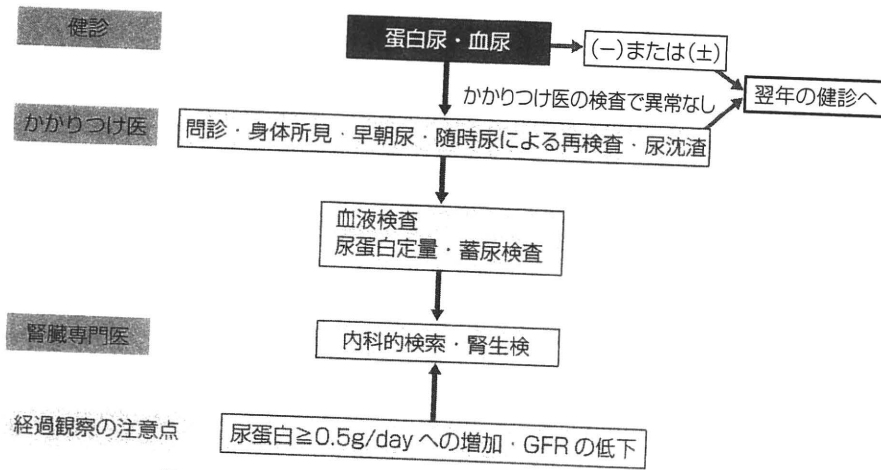 健診
蛋白尿・血尿
(−)または(±)
かかりつけ医の検査で異常なし
翌年の健診へ
かかりつけ医
問診・身体所見・早朝尿・随時尿による再検査・尿沈渣
血液検査
尿蛋白定量・蓄尿検査
腎臓専門医
内科的検索・腎生検
経過観察の注意点
尿蛋白≧0.5g/dayへの増加・GFRの低下